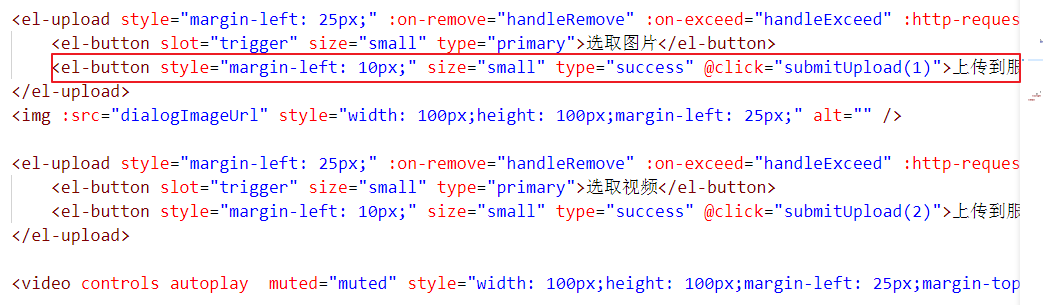 <el-upload style="margin-left: 25px;" :on-remove="handleRemove" :on-exceed="handleExceed" :http-reques
<el-button slot="trigger" size="small" type="primary">选取图片</el-button>
<el-button style="margin-left: 10px;" size="small" type="success" @click="submitUpload(1)">上传到服
</el-upload>
<img :src="dialogImageUrl" style="width: 100px;height: 100px;margin-left: 25px;" alt="" />
<el-upload style="margin-left: 25px;" :on-remove="handleRemove" :on-exceed="handleExceed" :http-reques
<el-button slot="trigger" size="small" type="primary">选取视频</el-button>
<el-button style="margin-left: 10px;" size="small" type="success" @click="submitUpload(2)">上传到服
</el-upload>
<video controls autoplay  muted="muted" style="width: 100px;height: 100px;margin-left: 25px;margin-top